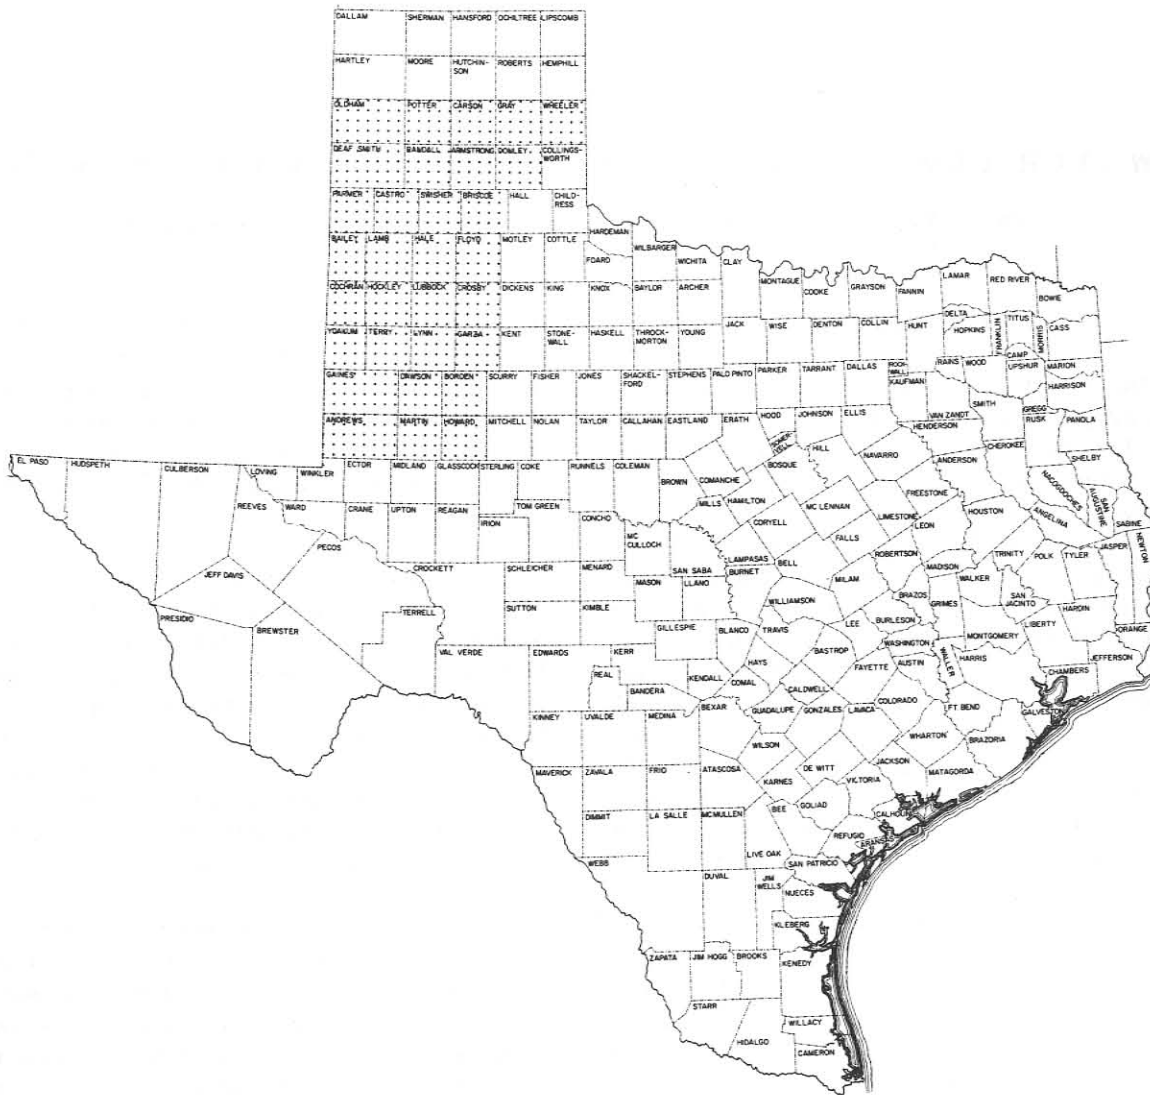 DALLAM SHERMAN HANSFORD OCHILTREE LIPSCOMB
HARTLEY MOORE HUTCHIN- ROBERTS HEMPHILL
SON
OLDHAM POTTER CARSON GRAY WHEELER
DEAF SMITH RANDALL ARMSTRONG DONLEY COLLINGS-
WORTH
PARMER CASTRO SWISHER BRISCOE HALL CHILD-
RESS
HARDEMAN
BAILEY LAMB HALE FLOYD MOTLEY COTTLE
WILBARGER
FOARD WICHITA CLAY
LAMAR RED RIVER
MONTAGUE COOKE GRAYSON FANNIN BOWIE
COCHRAN HOCKLEY LUBBOCK CROSBY DICKENS KING KNOX BAYLOR ARCHER
DELTA TITUS
YOAKUM TERRY LYNN GARZA KENT STONE-
WALL HASKELL THROCK-
MORTON YOUNG JACK WISE DENTON COLLIN HUNT HOPKINS FRANKLIN MORRIS CASS
CAMP
ROCK-
WALL RAINS WOOD UPSHUR MARION
GAINES DAWSON BORDEN SCURRY FISHER JONES SHACKEL-
FORD STEPHENS PALO PINTO PARKER TARRANT DALLAS KAUFMAN HARRISON
SMITH GREGG
VAN ZANDT RUSK PANOLA
ANDREWS MARTIN HOWARD MITCHELL NOLAN TAYLOR CALLAHAN EASTLAND ERATH HOOD JOHNSON ELLIS HENDERSON
SOMER-
VELL HILL NAVARRO CHEROKEE
EL PASO HUDSPETH CULBERSON LOVING WINKLER ECTOR MIDLAND GLASSCOCK STERLING COKE RUNNELS COLEMAN BROWN COMANCHE BOSQUE ANDERSON SHELBY
NACOGDOCHES SAN
AUGUSTINE
REEVES WARD CRANE UPTON REAGAN TOM GREEN MILLS HAMILTON MC LENNAN FREESTONE
IRION CONCHO CORYELL LIMESTONE LEON HOUSTON ANGELINA SABINE
PECOS MC
CULLOCH FALLS NEWTON
JEFF DAVIS CROCKETT SCHLEICHER MENARD SAN SABA LAMPASAS BELL ROBERTSON MADISON TRINITY POLK TYLER JASPER
BURNET
MASON LLANO MILAM WALKER
PRESIDIO TERRELL SUTTON KIMBLE WILLIAMSON BRAZOS GRIMES SAN
JACINTO HARDIN
BREWSTER GILLESPIE BLANCO TRAVIS LEE BURLESON LIBERTY
WASHINGTON MONTGOMERY ORANGE
VAL VERDE EDWARDS KERR HAYS BASTROP FAYETTE AUSTIN WALLER HARRIS JEFFERSON
REAL KENDALL COMAL CHAMBERS
BANDERA CALDWELL COLORADO
KINNEY UVALDE MEDINA BEXAR GUADALUPE GONZALES LAVACA FT BEND GALVESTON
WILSON WHARTON BRAZORIA
MAVERICK ZAVALA FRIO ATASCOSA KARNES DE WITT JACKSON MATAGORDA
VICTORIA
DIMMIT LA SALLE MCMULLEN BEE GOLIAD CALHOUN
REFUGIO ARANSAS
WEBB LIVE OAK SAN PATRICIO
DUVAL JIM
WELLS NUECES
KLEBERG
ZAPATA JIM HOGG BROOKS KENEDY
STARR WILLACY
HIDALGO CAMERON